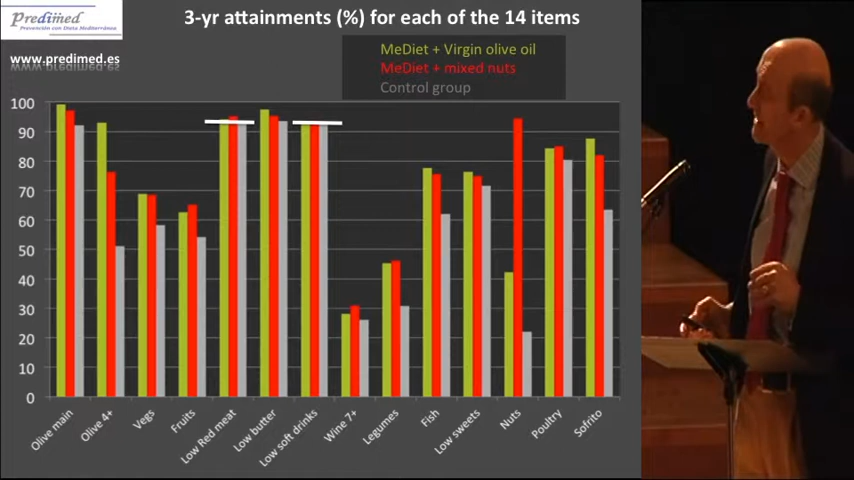 Predimed
Prevención con Dieta Mediterránea
www.predimed.es
3-yr attainments (%) for each of the 14 items
MeDiet + Virgin olive oil
MeDiet + mixed nuts
Control group
100
90
80
70
60
50
40
30
20
10
0
Olive main
Olive 4+
Vegs
Fruits
Low Red meat
Low butter
Low soft drinks
Wine 7+
Legumes
Fish
Low sweets
Nuts
Poultry
Sofrito